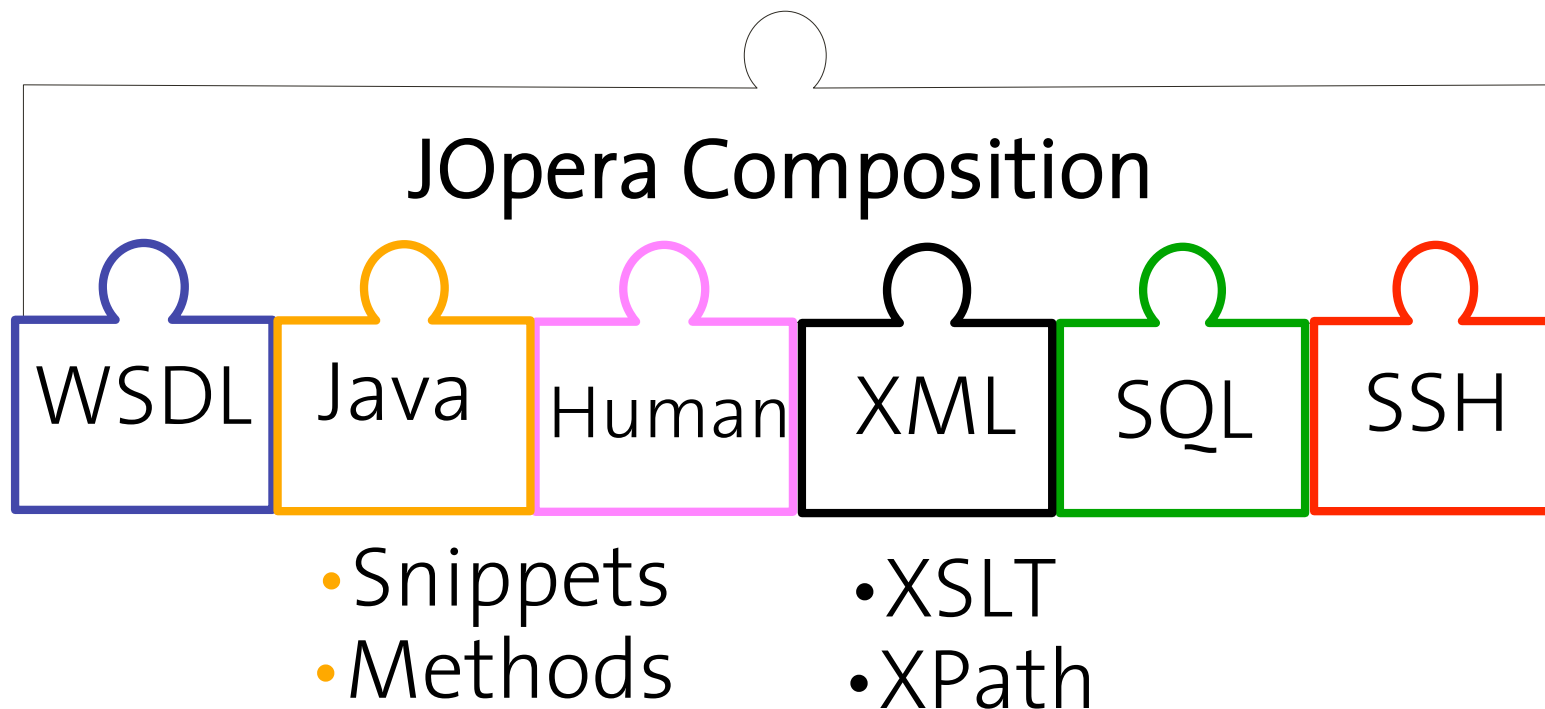 JOpera Composition
WSDL Java Human XML SQL SSH
•Snippets
•Methods
•XSLT
•XPath